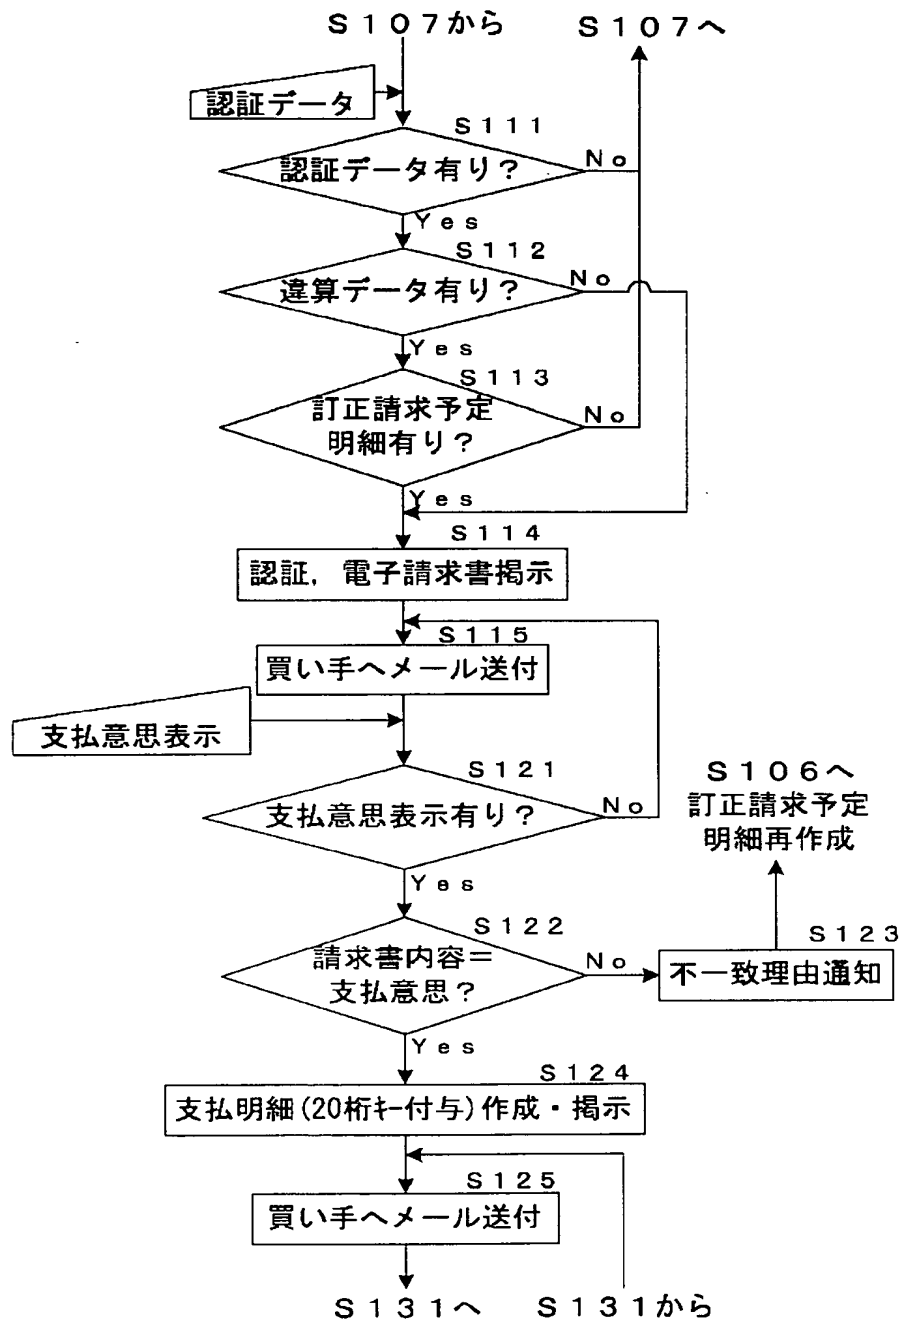 S107から
S107へ
認証データ
S111
認証データ有り？
No
Yes
S112
違算データ有り？
No
Yes
S113
訂正請求予定
明細有り？
No
Yes
S114
認証，電子請求書掲示
S115
買い手へメール送付
支払意思表示
S121
支払意思表示有り？
No
Yes
S106へ
訂正請求予定
明細再作成
S122
請求書内容＝
支払意思？
No
S123
不一致理由通知
Yes
S124
支払明細(20桁ｷｰ付与)作成・掲示
S125
買い手へメール送付
S131へ
S131から